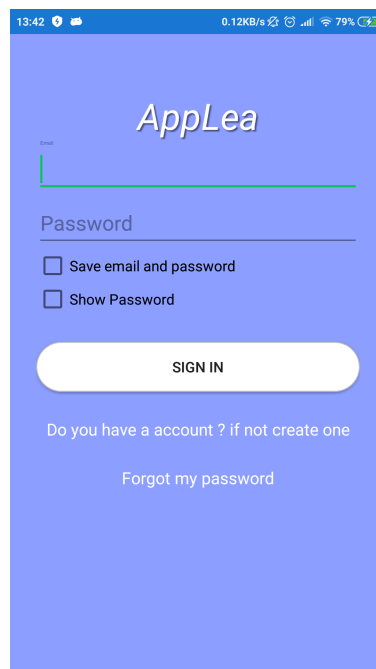 13:42 0.12KB/s 79%
AppLea
Email
Password
Save email and password
Show Password
SIGN IN
Do you have a account ? if not create one
Forgot my password